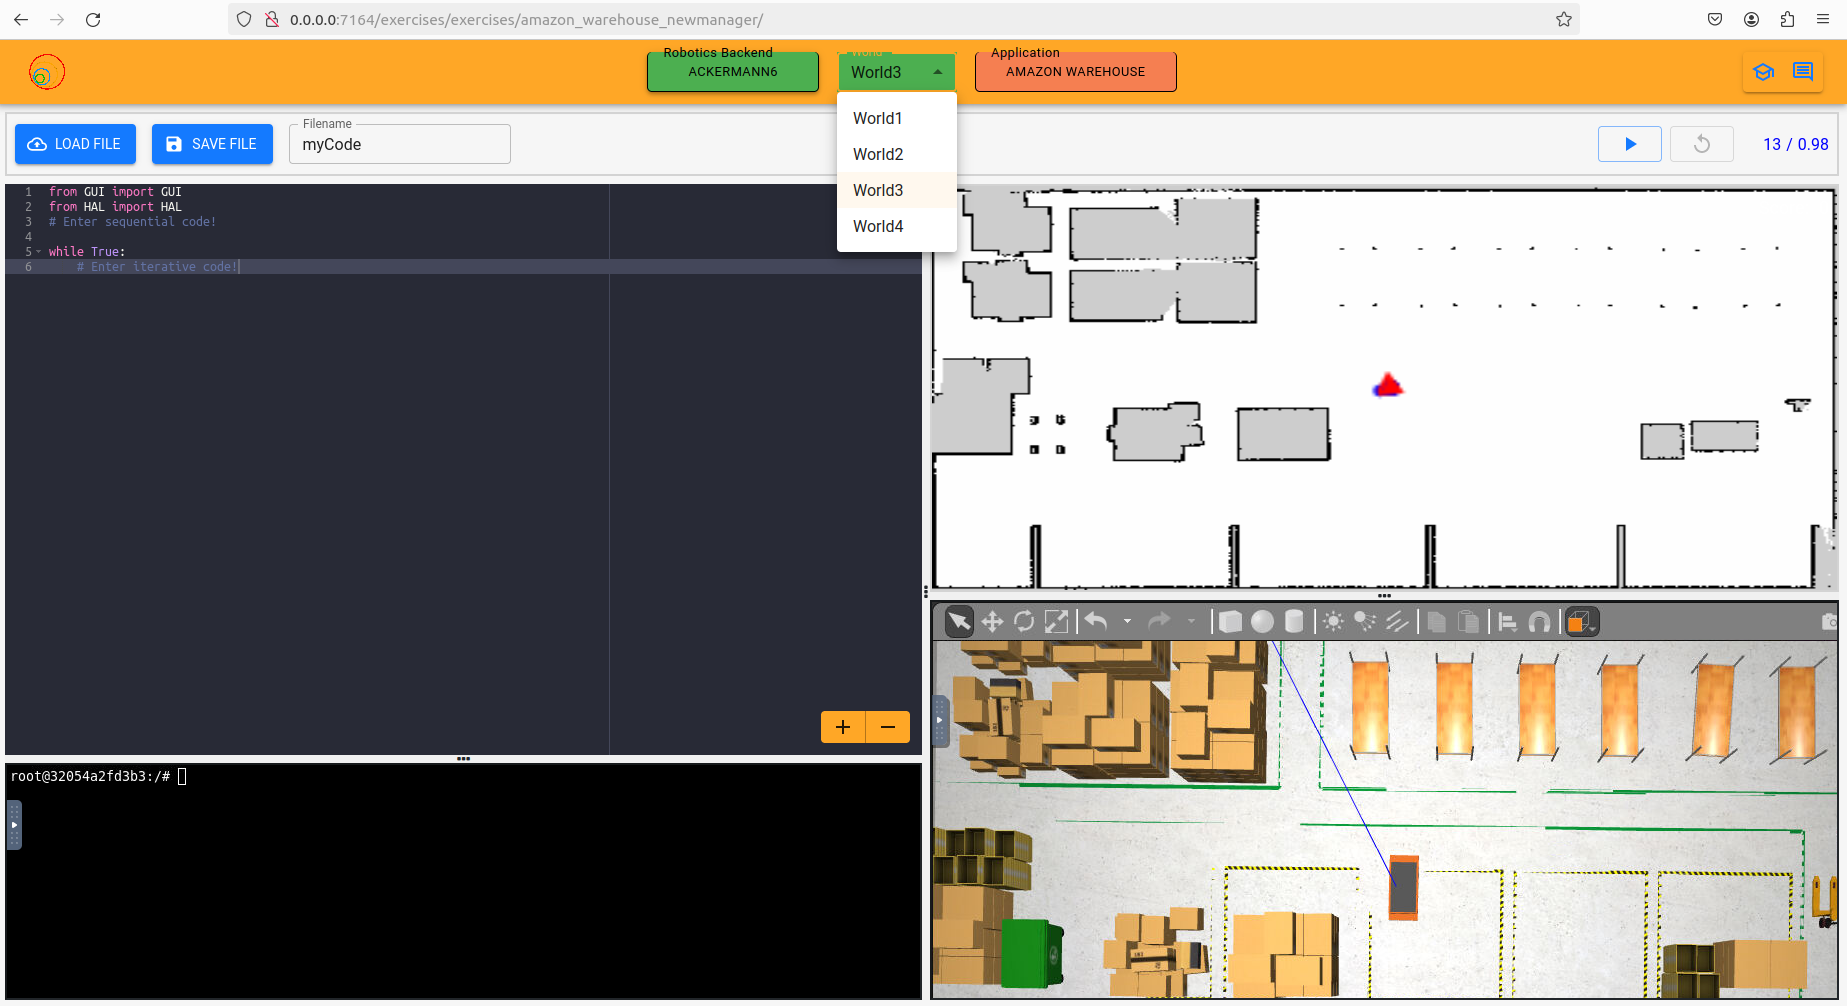 0.0.0.0:7164/exercises/exercises/amazon_warehouse_newmanager/
Robotics Backend
ACKERMANN6
World
World3
Application
AMAZON WAREHOUSE
World1
World2
World3
World4
LOAD FILE
SAVE FILE
Filename
myCode
13 / 0.98
1 from GUI import GUI
2 from HAL import HAL
3 # Enter sequential code!
4
5 while True:
6 # Enter iterative code!
+ −
root@32054a2fd3b3:/#